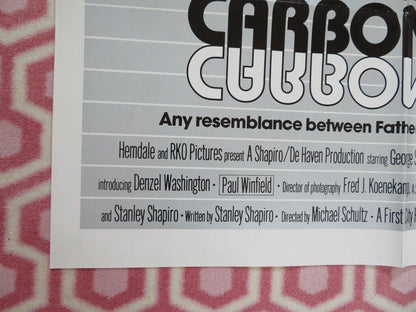 CARBON
CARBON
Any resemblance between Fathe
Hemdale and RKO Pictures present A Shapiro/De Haven Production starring George S
introducing Denzel Washington · Paul Winfield · Director of photography Fred J. Koenekamp, A.S
and Stanley Shapiro · Written by Stanley Shapiro · Directed by Michael Schultz · A First City F